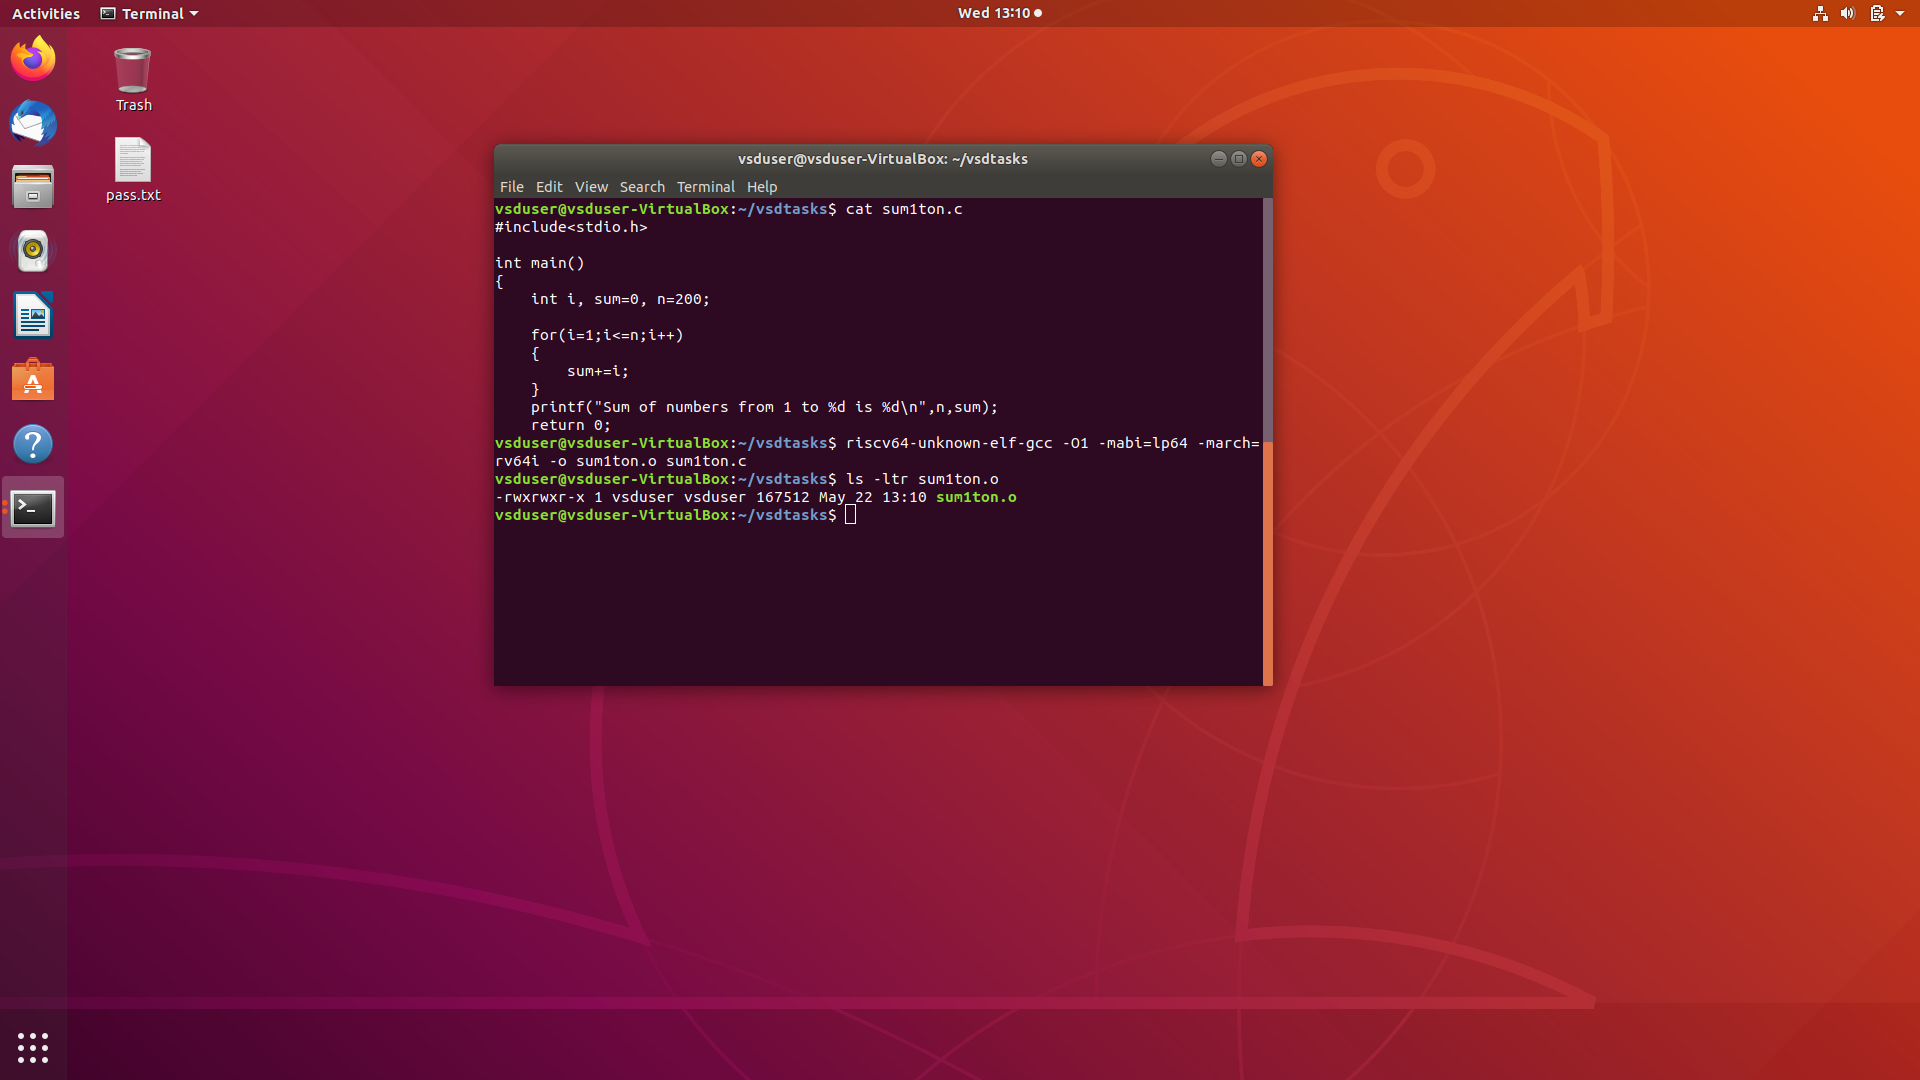 Activities
Terminal
Wed 13:10
Trash
pass.txt
vsduser@vsduser-VirtualBox: ~/vsdtasks
File Edit View Search Terminal Help
vsduser@vsduser-VirtualBox:~/vsdtasks$ cat sum1ton.c
#include<stdio.h>
int main()
{
    int i, sum=0, n=200;
    for(i=1;i<=n;i++)
    {
        sum+=i;
    }
    printf("Sum of numbers from 1 to %d is %d\n",n,sum);
    return 0;
vsduser@vsduser-VirtualBox:~/vsdtasks$ riscv64-unknown-elf-gcc -O1 -mabi=lp64 -march=
rv64i -o sum1ton.o sum1ton.c
vsduser@vsduser-VirtualBox:~/vsdtasks$ ls -ltr sum1ton.o
-rwxrwxr-x 1 vsduser vsduser 167512 May 22 13:10 sum1ton.o
vsduser@vsduser-VirtualBox:~/vsdtasks$